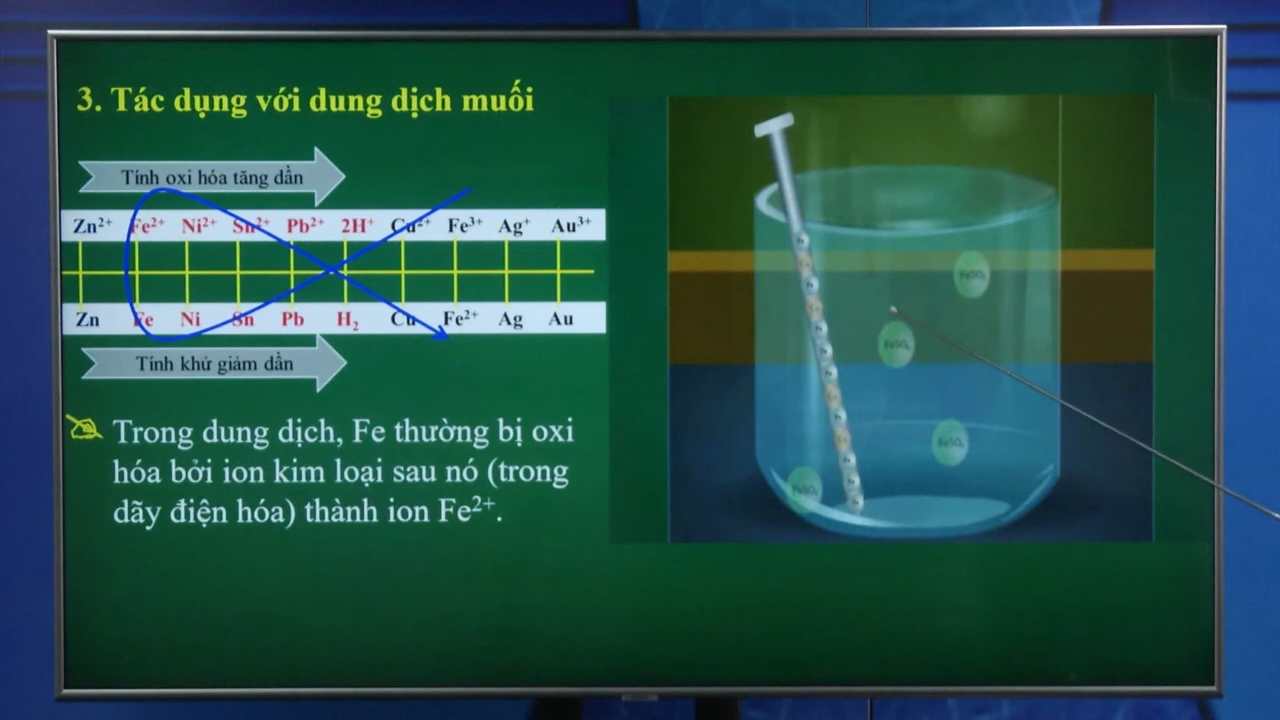 3. Tác dụng với dung dịch muối
Tính oxi hóa tăng dần
Zn²⁺ Fe²⁺ Ni²⁺ Sn²⁺ Pb²⁺ 2H⁺ Cu²⁺ Fe³⁺ Ag⁺ Au³⁺
Zn Fe Ni Sn Pb H₂ Cu Fe²⁺ Ag Au
Tính khử giảm dần
Trong dung dịch, Fe thường bị oxi
hóa bởi ion kim loại sau nó (trong
dãy điện hóa) thành ion Fe²⁺.
FeSO₄
FeSO₄
FeSO₄
FeSO₄